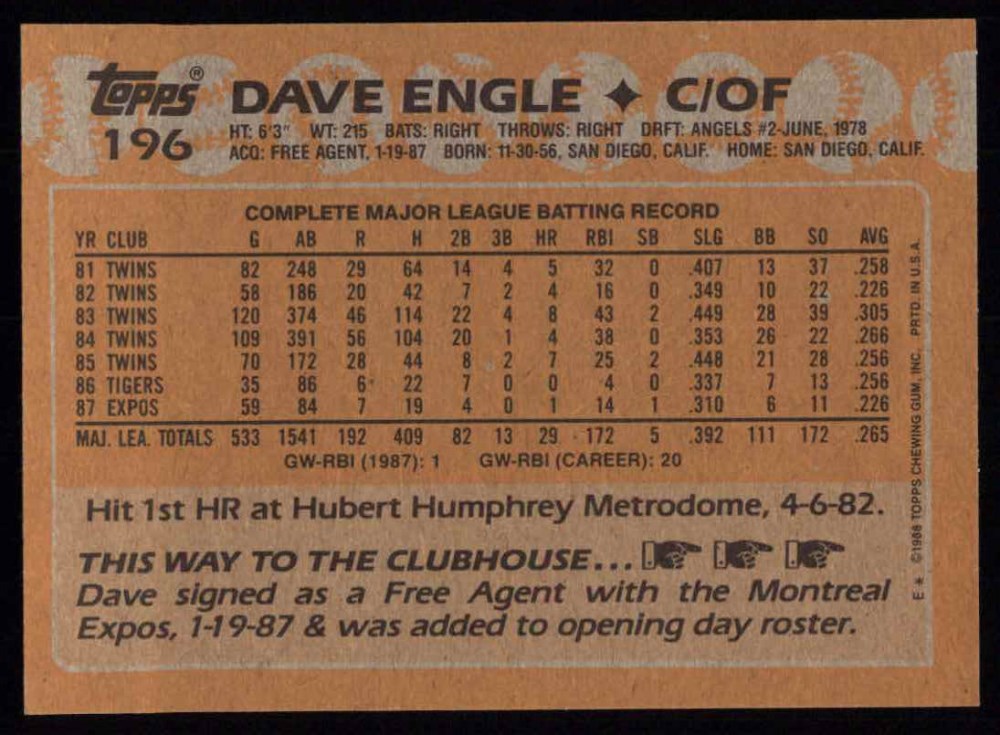 topps®
DAVE ENGLE ✦ C/OF
196
HT: 6'3" WT: 215 BATS: RIGHT THROWS: RIGHT DRFT: ANGELS #2-JUNE, 1978
ACQ: FREE AGENT, 1-19-87 BORN: 11-30-56, SAN DIEGO, CALIF. HOME: SAN DIEGO, CALIF.
COMPLETE MAJOR LEAGUE BATTING RECORD
YR CLUB G AB R H 2B 3B HR RBI SB SLG BB SO AVG
81 TWINS 82 248 29 64 14 4 5 32 0 .407 13 37 .258
82 TWINS 58 186 20 42 7 2 4 16 0 .349 10 22 .226
83 TWINS 120 374 46 114 22 4 8 43 2 .449 28 39 .305
84 TWINS 109 391 56 104 20 1 4 38 0 .353 26 22 .266
85 TWINS 70 172 28 44 8 2 7 25 2 .448 21 28 .256
86 TIGERS 35 86 6 22 7 0 0 4 0 .337 7 13 .256
87 EXPOS 59 84 7 19 4 0 1 14 1 .310 6 11 .226
MAJ. LEA. TOTALS 533 1541 192 409 82 13 29 172 5 .392 111 172 .265
GW-RBI (1987): 1 GW-RBI (CAREER): 20
Hit 1st HR at Hubert Humphrey Metrodome, 4-6-82.
THIS WAY TO THE CLUBHOUSE...
Dave signed as a Free Agent with the Montreal
Expos, 1-19-87 & was added to opening day roster.
E* ©1988 TOPPS CHEWING GUM, INC. PRTD. IN U.S.A.